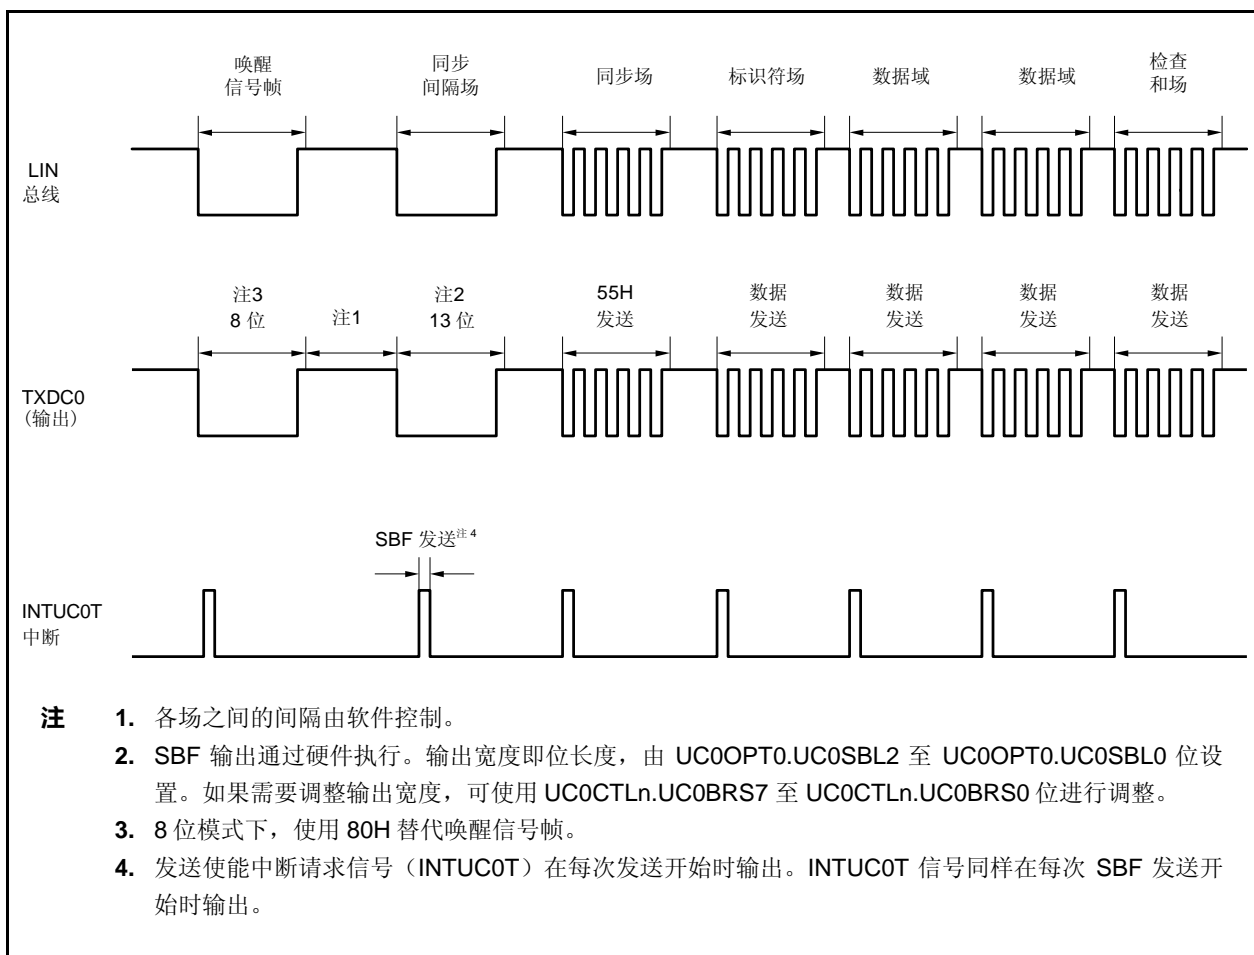 唤醒
信号帧
同步
间隔场
同步场
标识符场
数据域
数据域
检查
和场
LIN
总线
注3
8 位
注1
注2
13 位
55H
发送
数据
发送
数据
发送
数据
发送
数据
发送
TXDC0
(输出)
SBF 发送注 4
INTUC0T
中断
注 1. 各场之间的间隔由软件控制。
2. SBF 输出通过硬件执行。输出宽度即位长度，由 UC0OPT0.UC0SBL2 至 UC0OPT0.UC0SBL0 位设
置。如果需要调整输出宽度，可使用 UC0CTLn.UC0BRS7 至 UC0CTLn.UC0BRS0 位进行调整。
3. 8 位模式下，使用 80H 替代唤醒信号帧。
4. 发送使能中断请求信号（INTUC0T）在每次发送开始时输出。INTUC0T 信号同样在每次 SBF 发送开
始时输出。